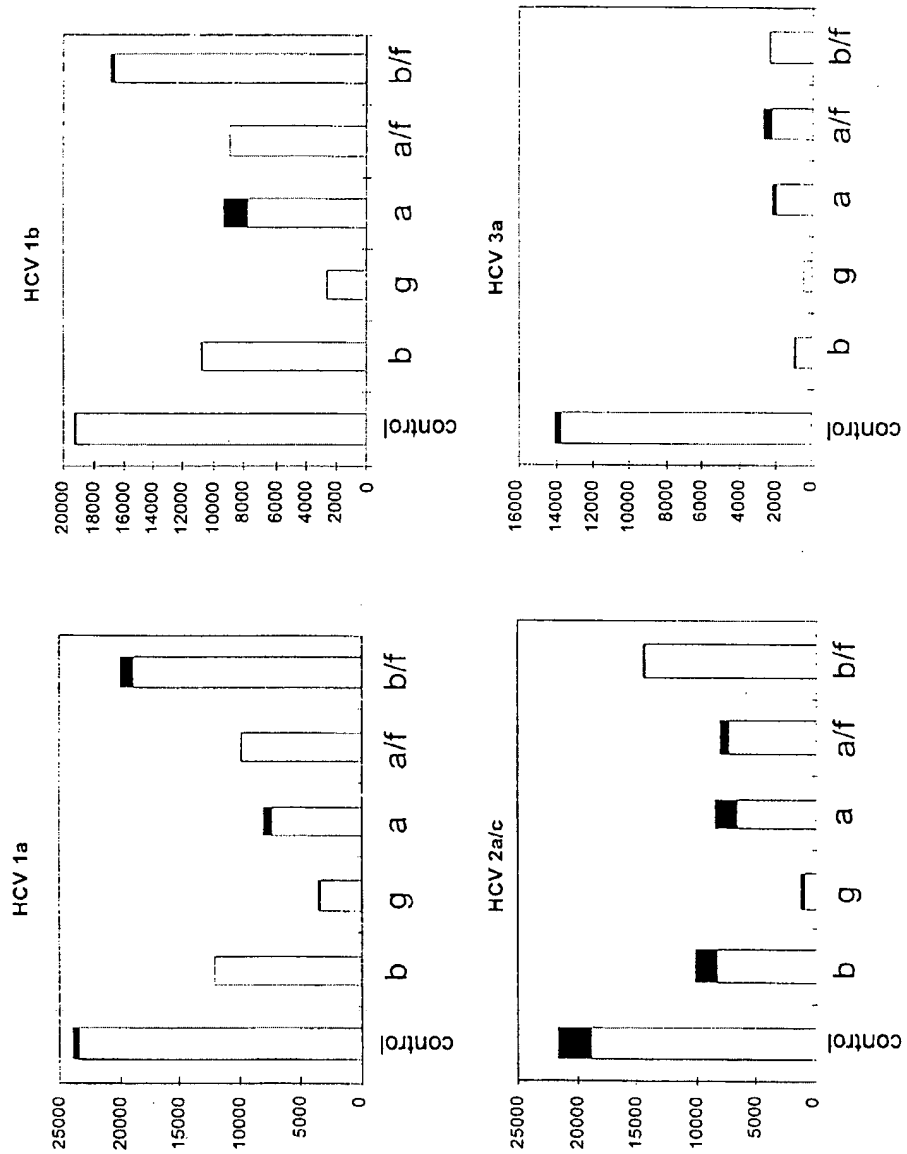 HCV 1a
25000
20000
15000
10000
5000
0
control
b
g
a
a/f
b/f
HCV 1b
20000
18000
16000
14000
12000
10000
8000
6000
4000
2000
0
control
b
g
a
a/f
b/f
HCV 2a/c
25000
20000
15000
10000
5000
0
control
b
g
a
a/f
b/f
HCV 3a
16000
14000
12000
10000
8000
6000
4000
2000
0
control
b
g
a
a/f
b/f